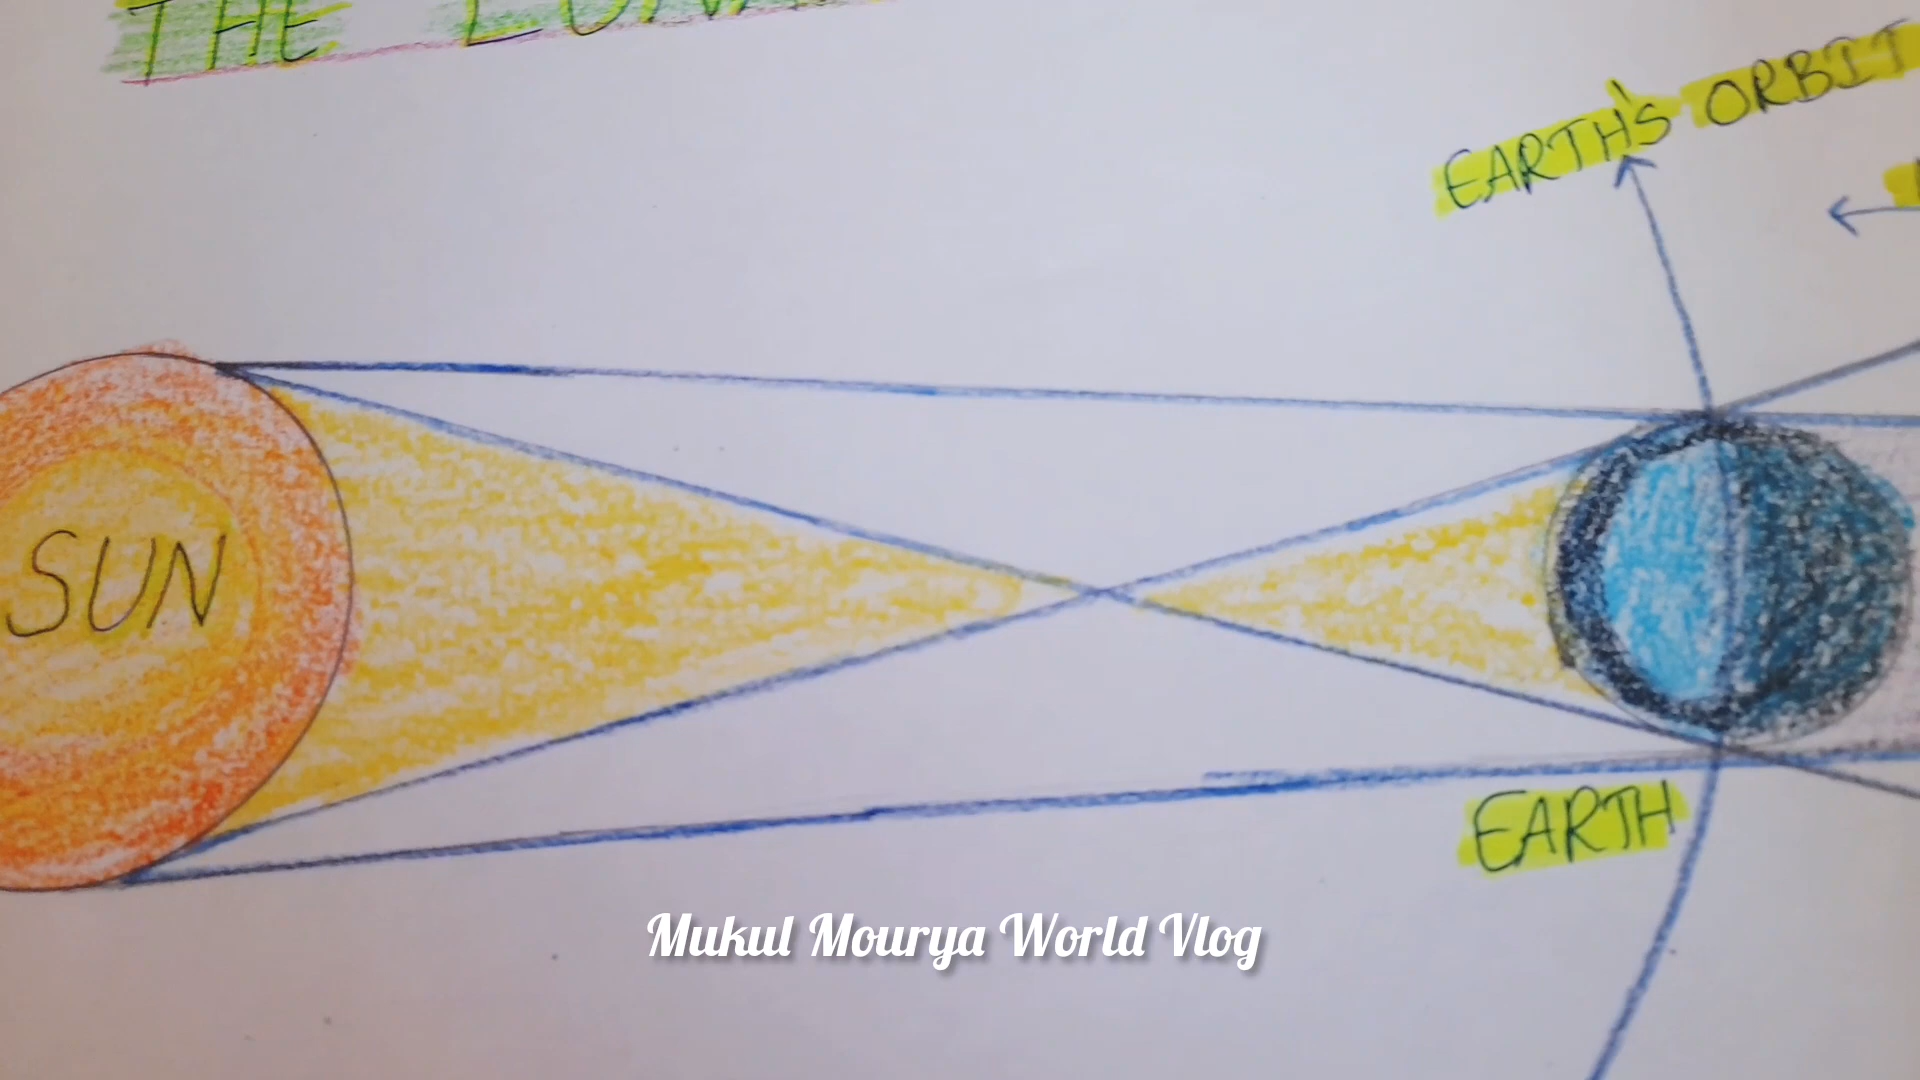 THE
EARTH'S ORBIT
SUN
EARTH
Mukul Mourya World Vlog